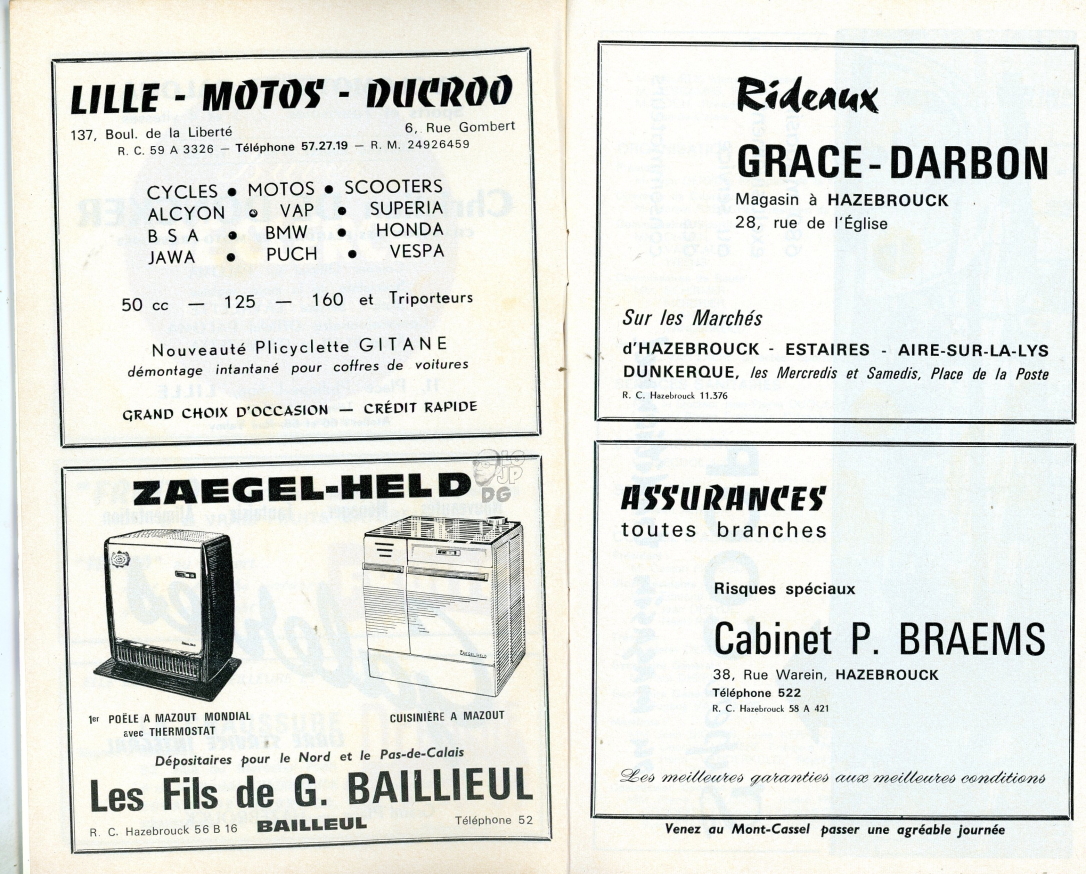 LILLE - MOTOS - DUCROO
137, Boul. de la Liberté 6, Rue Gombert
R. C. 59 A 3326 — Téléphone 57.27.19 — R. M. 24926459
CYCLES • MOTOS • SCOOTERS
ALCYON • VAP • SUPERIA
B S A • BMW • HONDA
JAWA • PUCH • VESPA
50 cc — 125 — 160 et Triporteurs
Nouveauté Plicyclette GITANE
démontage intantané pour coffres de voitures
GRAND CHOIX D'OCCASION — CRÉDIT RAPIDE
ZAEGEL-HELD
LO
JP
DG
ZAEGEL-HELD
1er POËLE A MAZOUT MONDIAL
avec THERMOSTAT
CUISINIÈRE A MAZOUT
Dépositaires pour le Nord et le Pas-de-Calais
Les Fils de G. BAILLIEUL
R. C. Hazebrouck 56 B 16 BAILLEUL Téléphone 52
Rideaux
GRACE-DARBON
Magasin à HAZEBROUCK
28, rue de l'Église
Sur les Marchés
d'HAZEBROUCK - ESTAIRES - AIRE-SUR-LA-LYS
DUNKERQUE, les Mercredis et Samedis, Place de la Poste
R. C. Hazebrouck 11.376
ASSURANCES
toutes branches
Risques spéciaux
Cabinet P. BRAEMS
38, Rue Warein, HAZEBROUCK
Téléphone 522
R. C. Hazebrouck 58 A 421
Les meilleures garanties aux meilleures conditions
Venez au Mont-Cassel passer une agréable journée